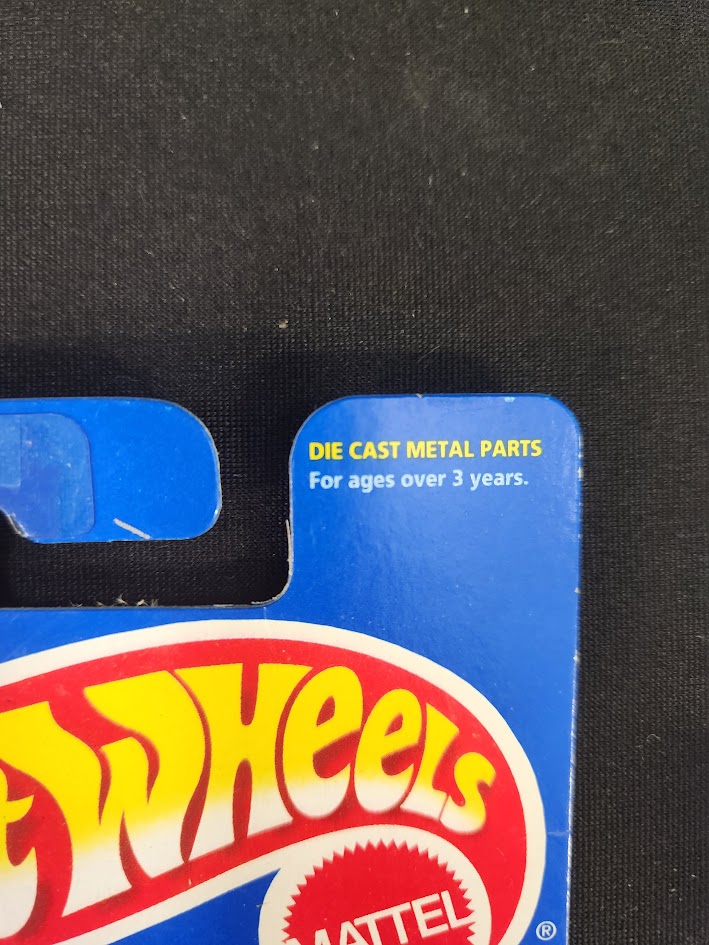 DIE CAST METAL PARTS
For ages over 3 years.
t Wheels
MATTEL
®